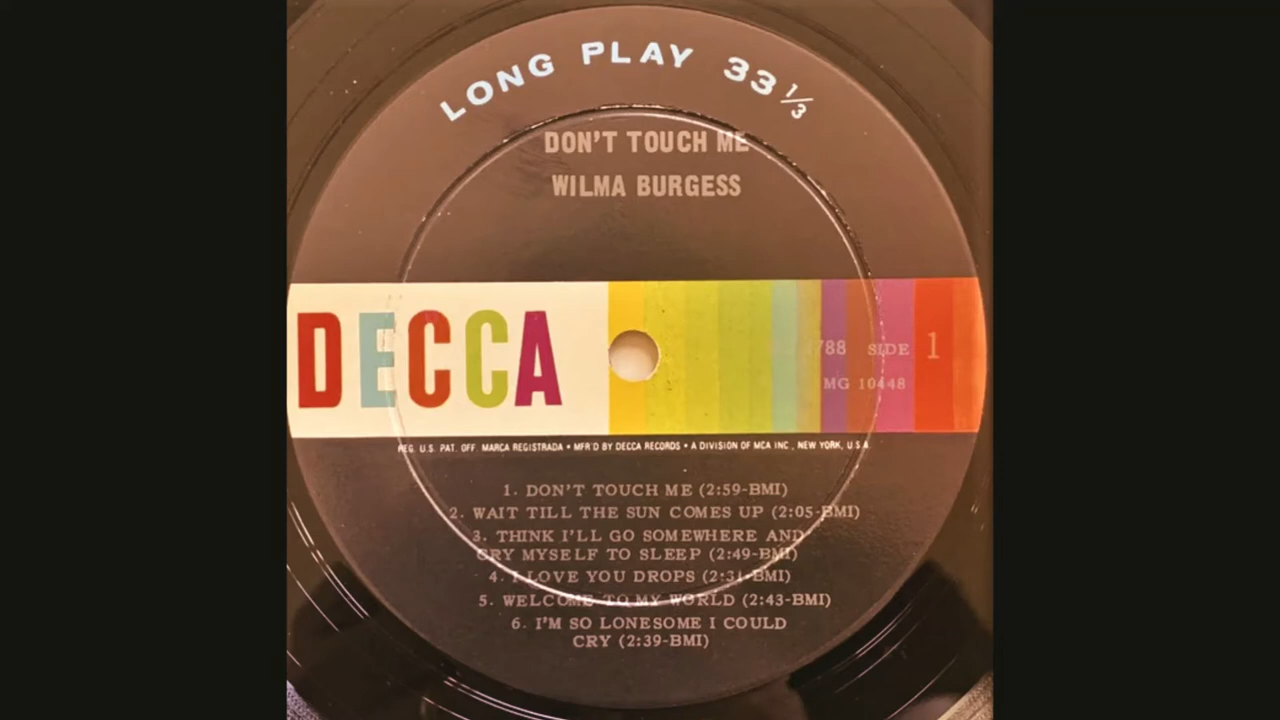 LONG PLAY 33 1/3
DON'T TOUCH ME
WILMA BURGESS
DECCA
788 SIDE 1
MG 10448
REG. U.S. PAT. OFF. MARCA REGISTRADA • MFR'D BY DECCA RECORDS • A DIVISION OF MCA INC., NEW YORK, U.S.A.
1. DON'T TOUCH ME (2:59-BMI)
2. WAIT TILL THE SUN COMES UP (2:05-BMI)
3. THINK I'LL GO SOMEWHERE AND
CRY MYSELF TO SLEEP (2:49-BMI)
4. I LOVE YOU DROPS (2:31-BMI)
5. WELCOME TO MY WORLD (2:43-BMI)
6. I'M SO LONESOME I COULD
CRY (2:39-BMI)